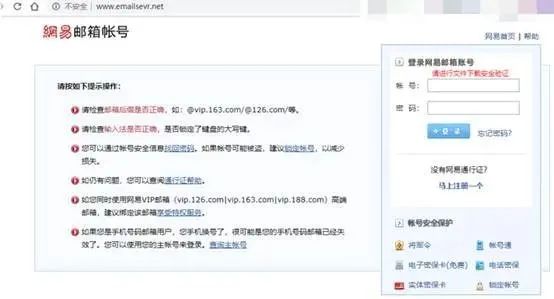 不安全 | www.emailsevr.net
網易邮箱帐号
网易首页 | 帮助
请按如下提示操作：
请检查邮箱后缀是否正确，如：@vip.163.com/@126.com/等。
请检查输入法是否正确，是否锁定了键盘的大写键。
您可以通过帐号安全信息找回密码。如果帐号可能被盗，建议锁定帐号，以减少
损失。
如仍有问题，您可以查阅通行证帮助。
如您同时使用网易VIP邮箱（vip.126.com|vip.163.com|vip.188.com）高端
邮箱，建议绑定该邮箱享受特权服务。
如果您是手机号码邮箱用户，您手机换号了，很可能是您的手机号码邮箱已经失
效了。您可以使用您的主帐号来登录。查询主帐号
登录网易邮箱账号
请进行文件下载安全验证
帐 号：
密 码：
登 录
忘记密码?
没有网易通行证?
马上注册一个
帐号安全保护
将军令
帐号通
电子密保卡(免费)
电话密保
实体密保卡
锁定帐号